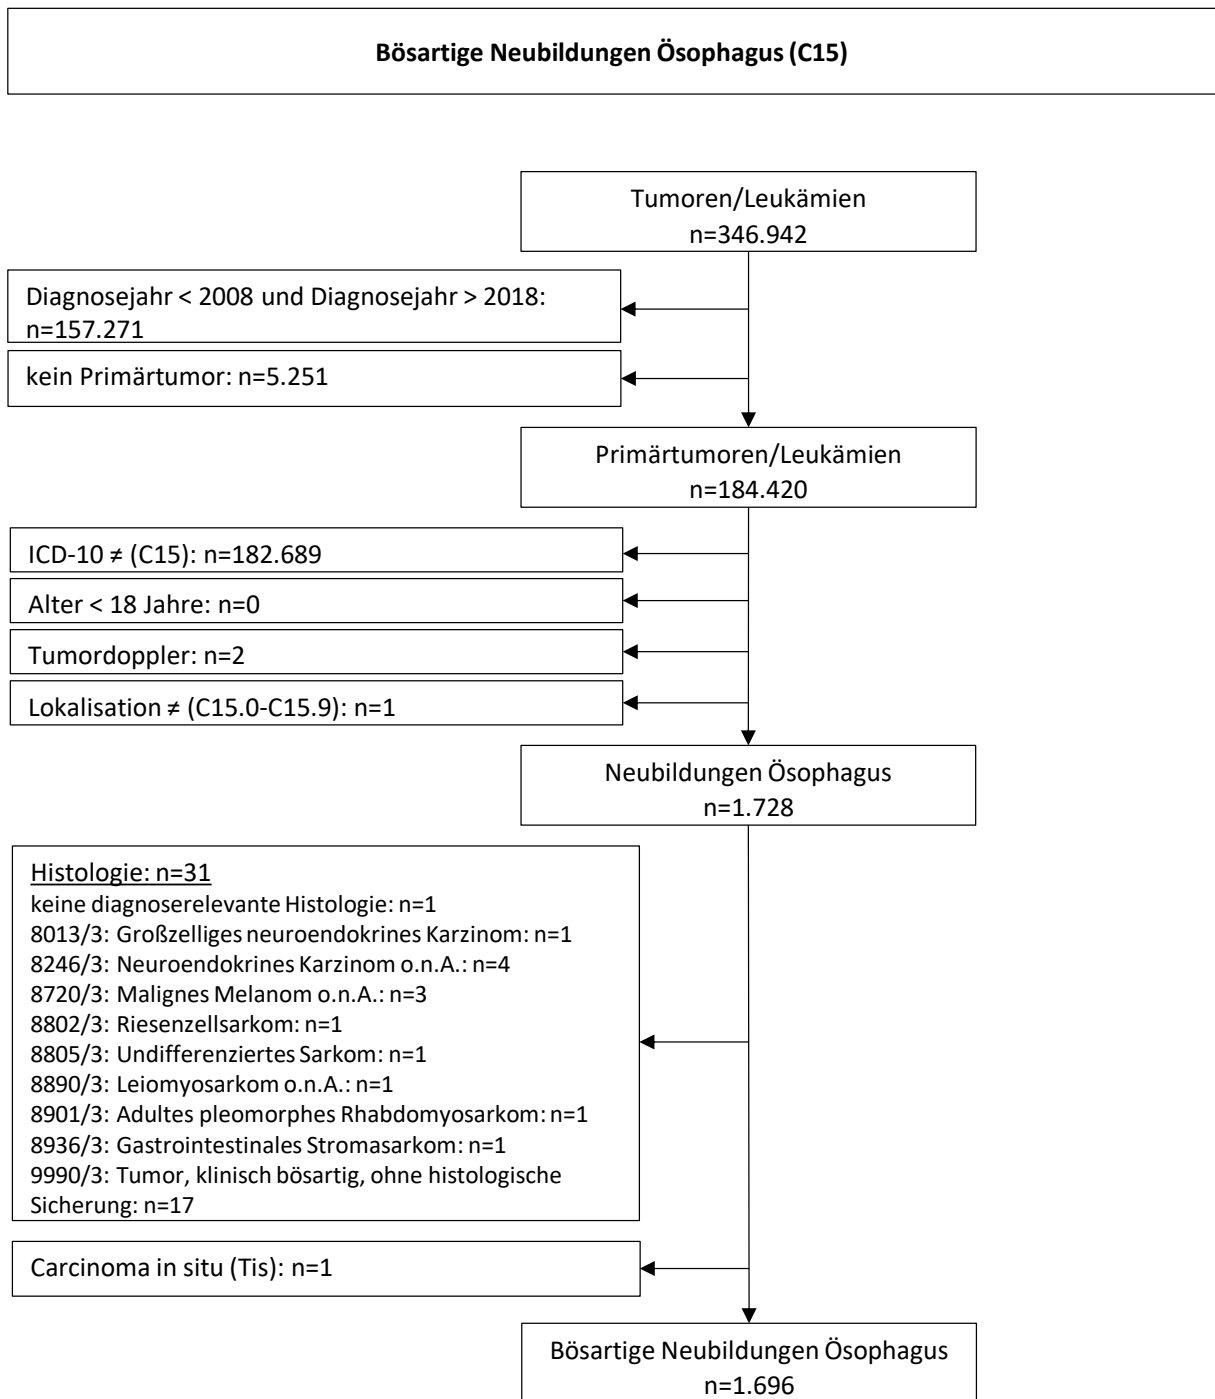 Bösartige Neubildungen Ösophagus (C15)
Tumoren/Leukämien
n=346.942
Diagnosejahr < 2008 und Diagnosejahr > 2018:
n=157.271
kein Primärtumor: n=5.251
Primärtumoren/Leukämien
n=184.420
ICD-10 ≠ (C15): n=182.689
Alter < 18 Jahre: n=0
Tumordoppler: n=2
Lokalisation ≠ (C15.0-C15.9): n=1
Neubildungen Ösophagus
n=1.728
Histologie: n=31
keine diagnoserelevante Histologie: n=1
8013/3: Großzelliges neuroendokrines Karzinom: n=1
8246/3: Neuroendokrines Karzinom o.n.A.: n=4
8720/3: Malignes Melanom o.n.A.: n=3
8802/3: Riesenzellsarkom: n=1
8805/3: Undifferenziertes Sarkom: n=1
8890/3: Leiomyosarkom o.n.A.: n=1
8901/3: Adultes pleomorphes Rhabdomyosarkom: n=1
8936/3: Gastrointestinales Stromasarkom: n=1
9990/3: Tumor, klinisch bösartig, ohne histologische
Sicherung: n=17
Carcinoma in situ (Tis): n=1
Bösartige Neubildungen Ösophagus
n=1.696